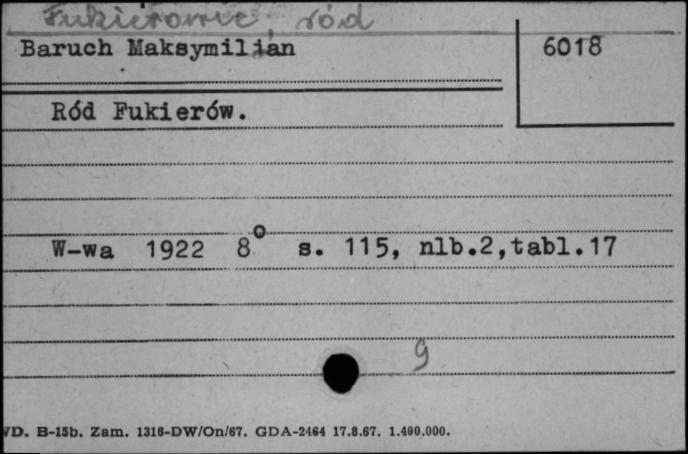 Fukierowie ród
Baruch Maksymilian
6018
Ród Fukierów.
W-wa 1922 8° s. 115, nlb.2,tabl.17
9
VD. B-15b. Zam. 1316-DW/On/67. GDA-2464 17.8.67. 1.400.000.